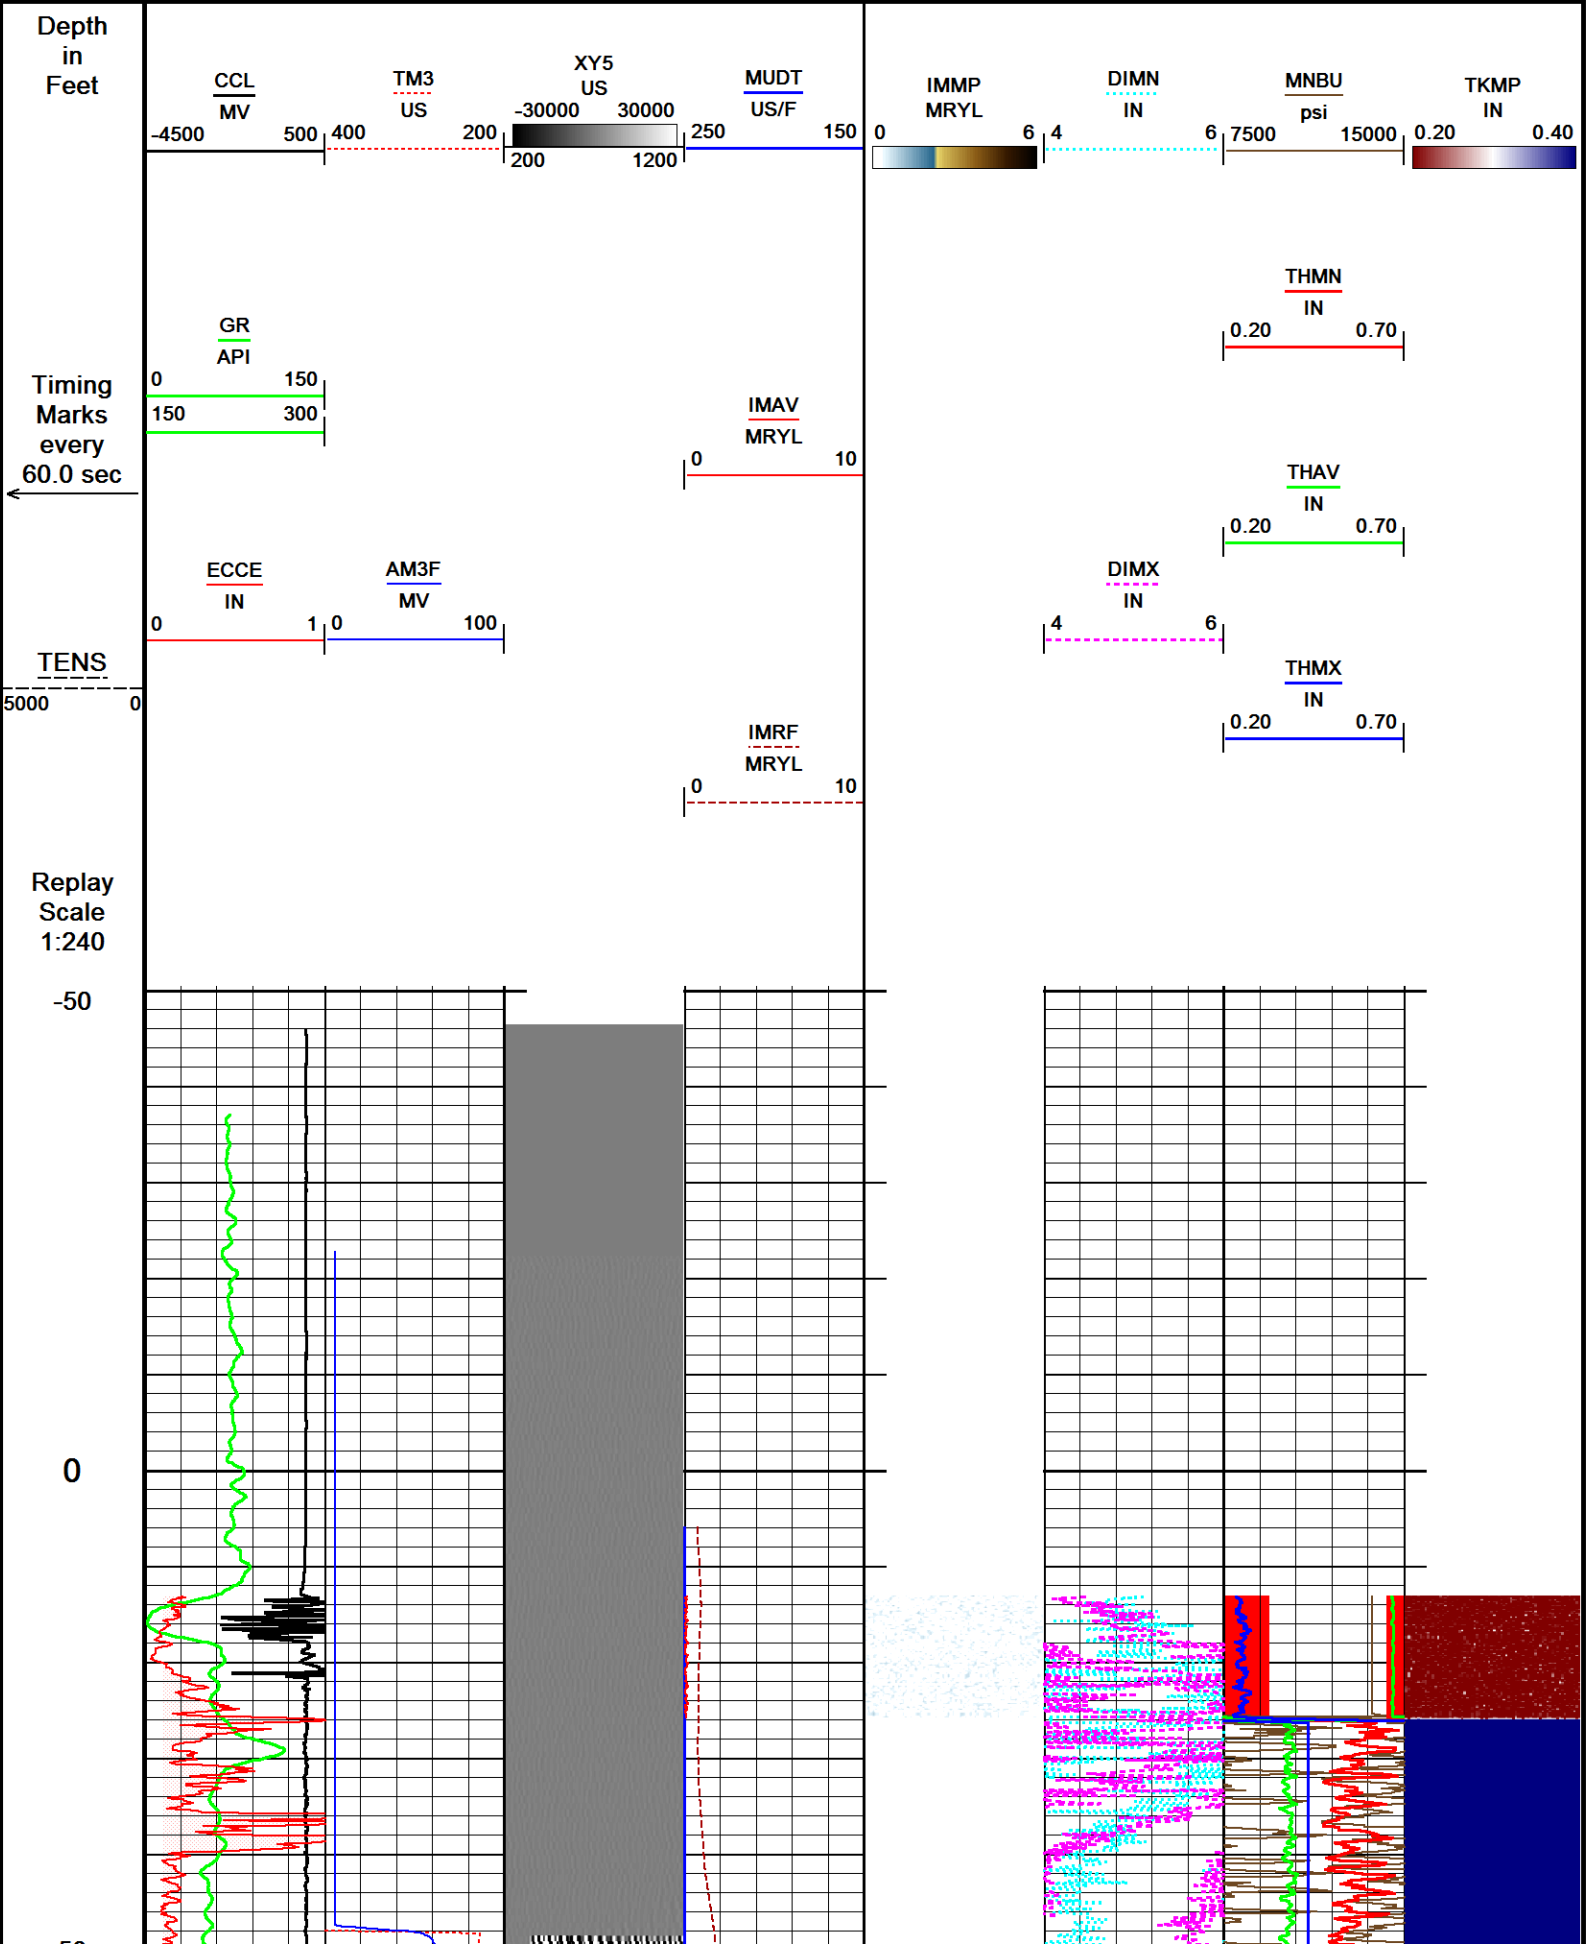 Depth
in
Feet
CCL
MV
-4500 500
TM3
US
400 200
XY5
US
-30000 30000
200 1200
MUDT
US/F
250 150
IMMP
MRYL
0 6
DIMN
IN
4 6
MNBU
psi
7500 15000
TKMP
IN
0.20 0.40
THMN
IN
0.20 0.70
GR
API
0 150
150 300
Timing
Marks
every
60.0 sec
IMAV
MRYL
0 10
THAV
IN
0.20 0.70
ECCE
IN
0 1
AM3F
MV
0 100
DIMX
IN
4 6
TENS
5000 0
THMX
IN
0.20 0.70
IMRF
MRYL
0 10
Replay
Scale
1:240
-50
0